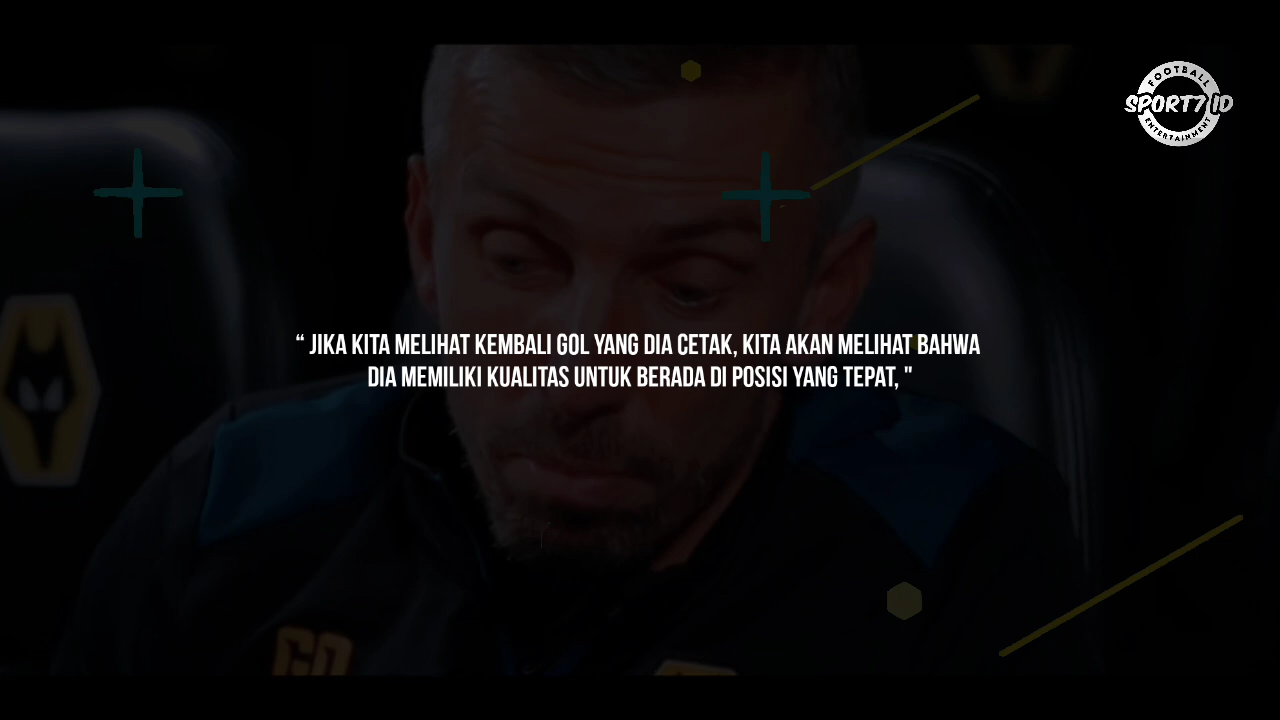 FOOTBALL
SPORT7 ID
ENTERTAINMENT
“ JIKA KITA MELIHAT KEMBALI GOL YANG DIA CETAK, KITA AKAN MELIHAT BAHWA
DIA MEMILIKI KUALITAS UNTUK BERADA DI POSISI YANG TEPAT, "
GO